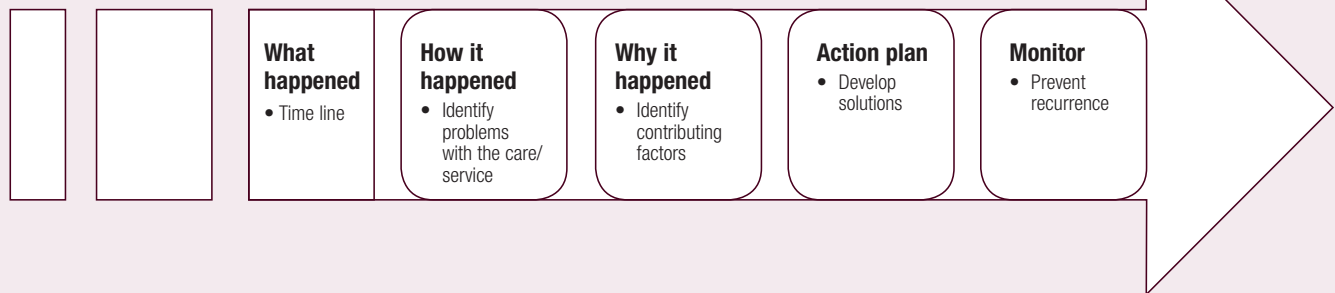 What
happened
• Time line
How it
happened
• Identify
problems
with the care/
service
Why it
happened
• Identify
contributing
factors
Action plan
• Develop
solutions
Monitor
• Prevent
recurrence